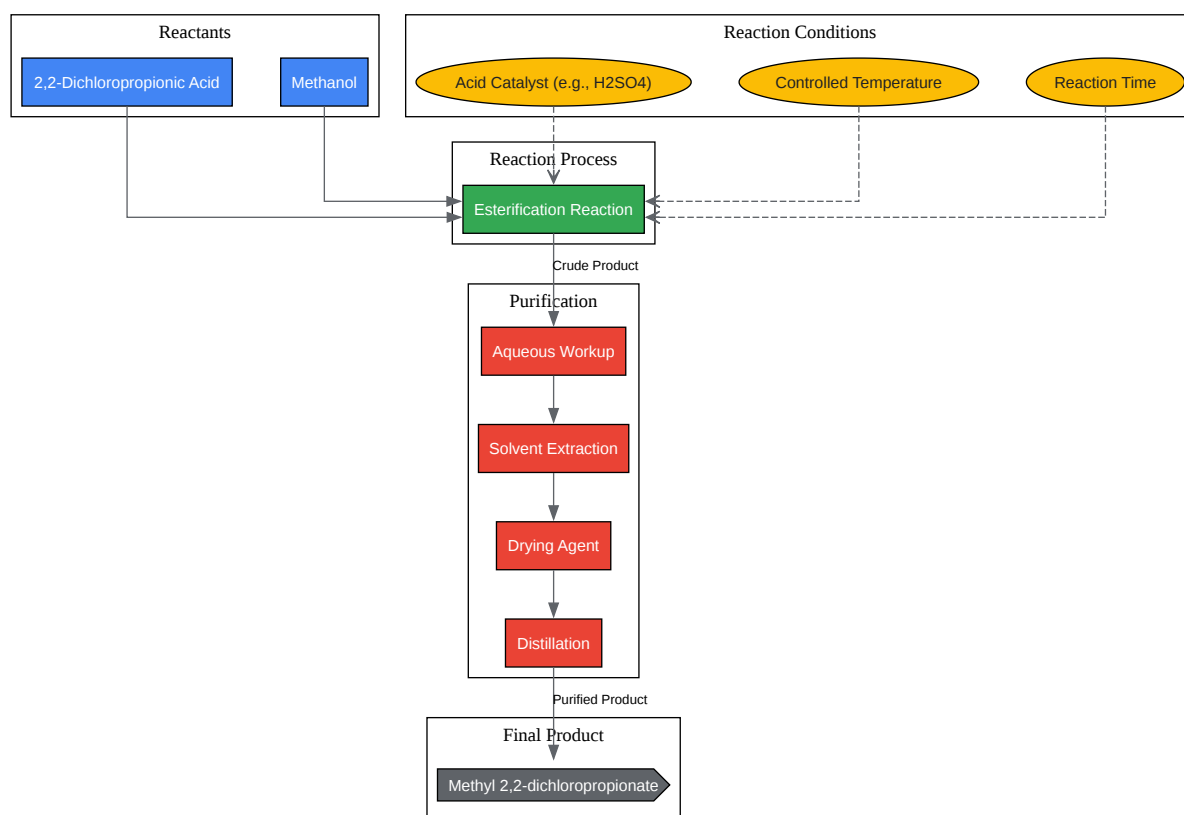 Reactants
Reaction Conditions
2,2-Dichloropropionic Acid
Methanol
Acid Catalyst (e.g., H2SO4)
Controlled Temperature
Reaction Time
Reaction Process
Esterification Reaction
Crude Product
Purification
Aqueous Workup
Solvent Extraction
Drying Agent
Distillation
Purified Product
Final Product
Methyl 2,2-dichloropropionate